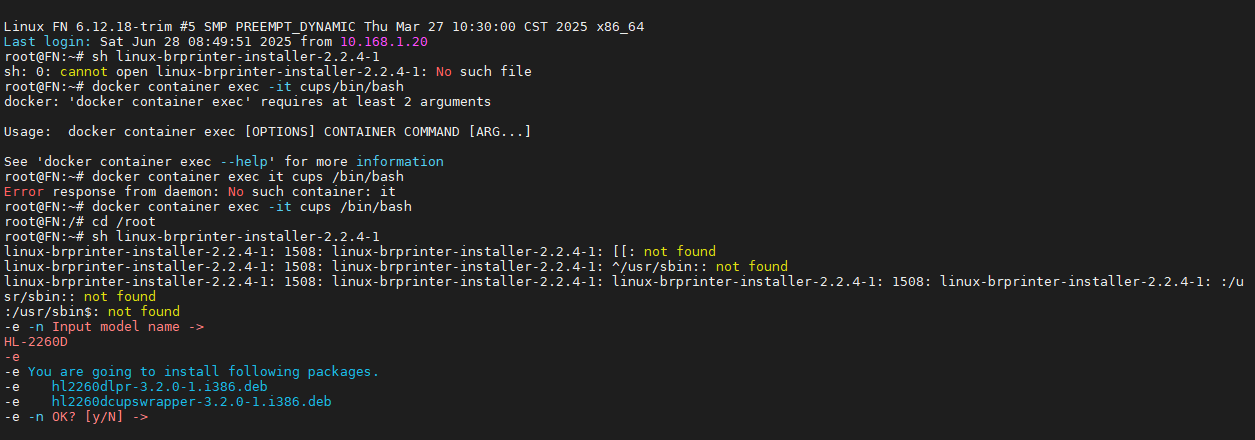 Linux FN 6.12.18-trim #5 SMP PREEMPT_DYNAMIC Thu Mar 27 10:30:00 CST 2025 x86_64
Last login: Sat Jun 28 08:49:51 2025 from 10.168.1.20
root@FN:~# sh linux-brprinter-installer-2.2.4-1
sh: 0: cannot open linux-brprinter-installer-2.2.4-1: No such file
root@FN:~# docker container exec -it cups/bin/bash
docker: 'docker container exec' requires at least 2 arguments
Usage:  docker container exec [OPTIONS] CONTAINER COMMAND [ARG...]
See 'docker container exec --help' for more information
root@FN:~# docker container exec it cups /bin/bash
Error response from daemon: No such container: it
root@FN:~# docker container exec -it cups /bin/bash
root@FN:/# cd /root
root@FN:~# sh linux-brprinter-installer-2.2.4-1
linux-brprinter-installer-2.2.4-1: 1508: linux-brprinter-installer-2.2.4-1: [[: not found
linux-brprinter-installer-2.2.4-1: 1508: linux-brprinter-installer-2.2.4-1: ^/usr/sbin:: not found
linux-brprinter-installer-2.2.4-1: 1508: linux-brprinter-installer-2.2.4-1: linux-brprinter-installer-2.2.4-1: 1508: linux-brprinter-installer-2.2.4-1: :/u
sr/sbin:: not found
:/usr/sbin$: not found
-e -n Input model name ->
HL-2260D
-e
-e You are going to install following packages.
-e    hl2260dlpr-3.2.0-1.i386.deb
-e    hl2260dcupswrapper-3.2.0-1.i386.deb
-e -n OK? [y/N] ->